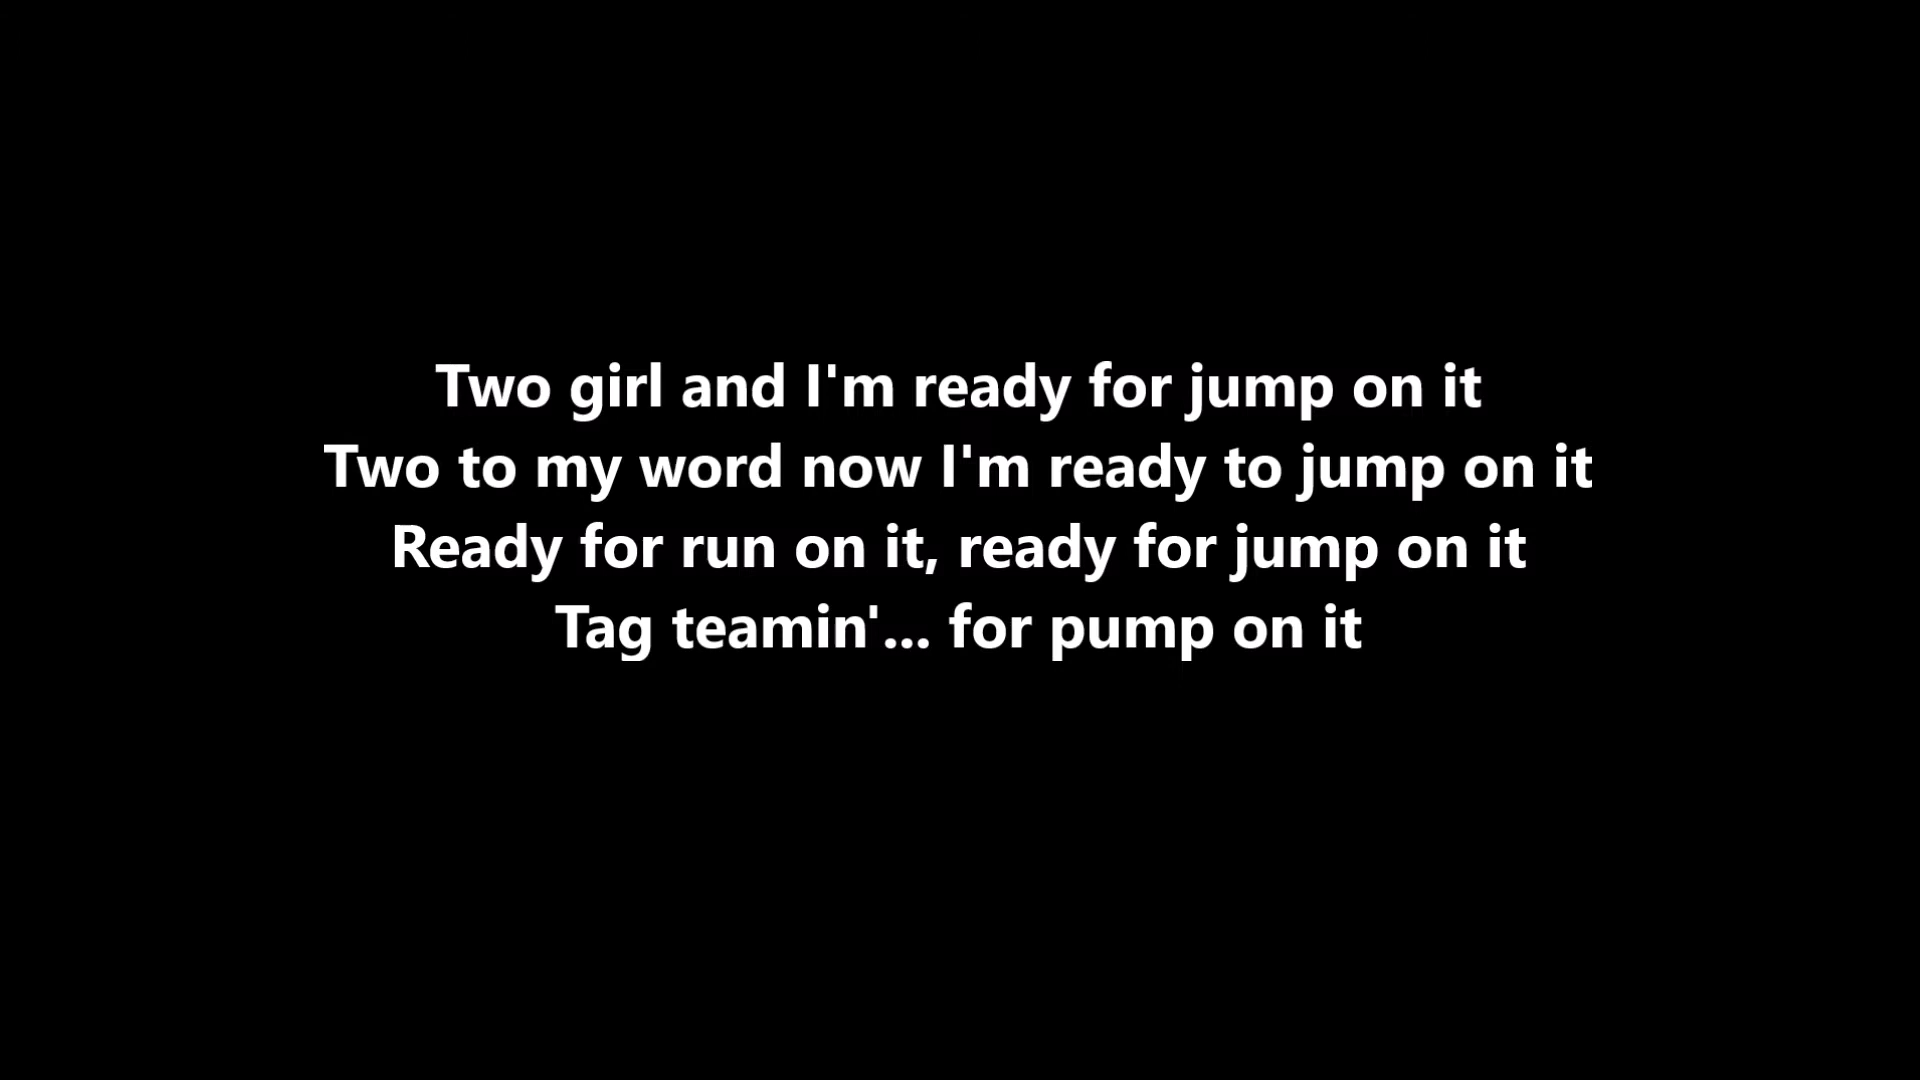 Two girl and I'm ready for jump on it
Two to my word now I'm ready to jump on it
Ready for run on it, ready for jump on it
Tag teamin'... for pump on it